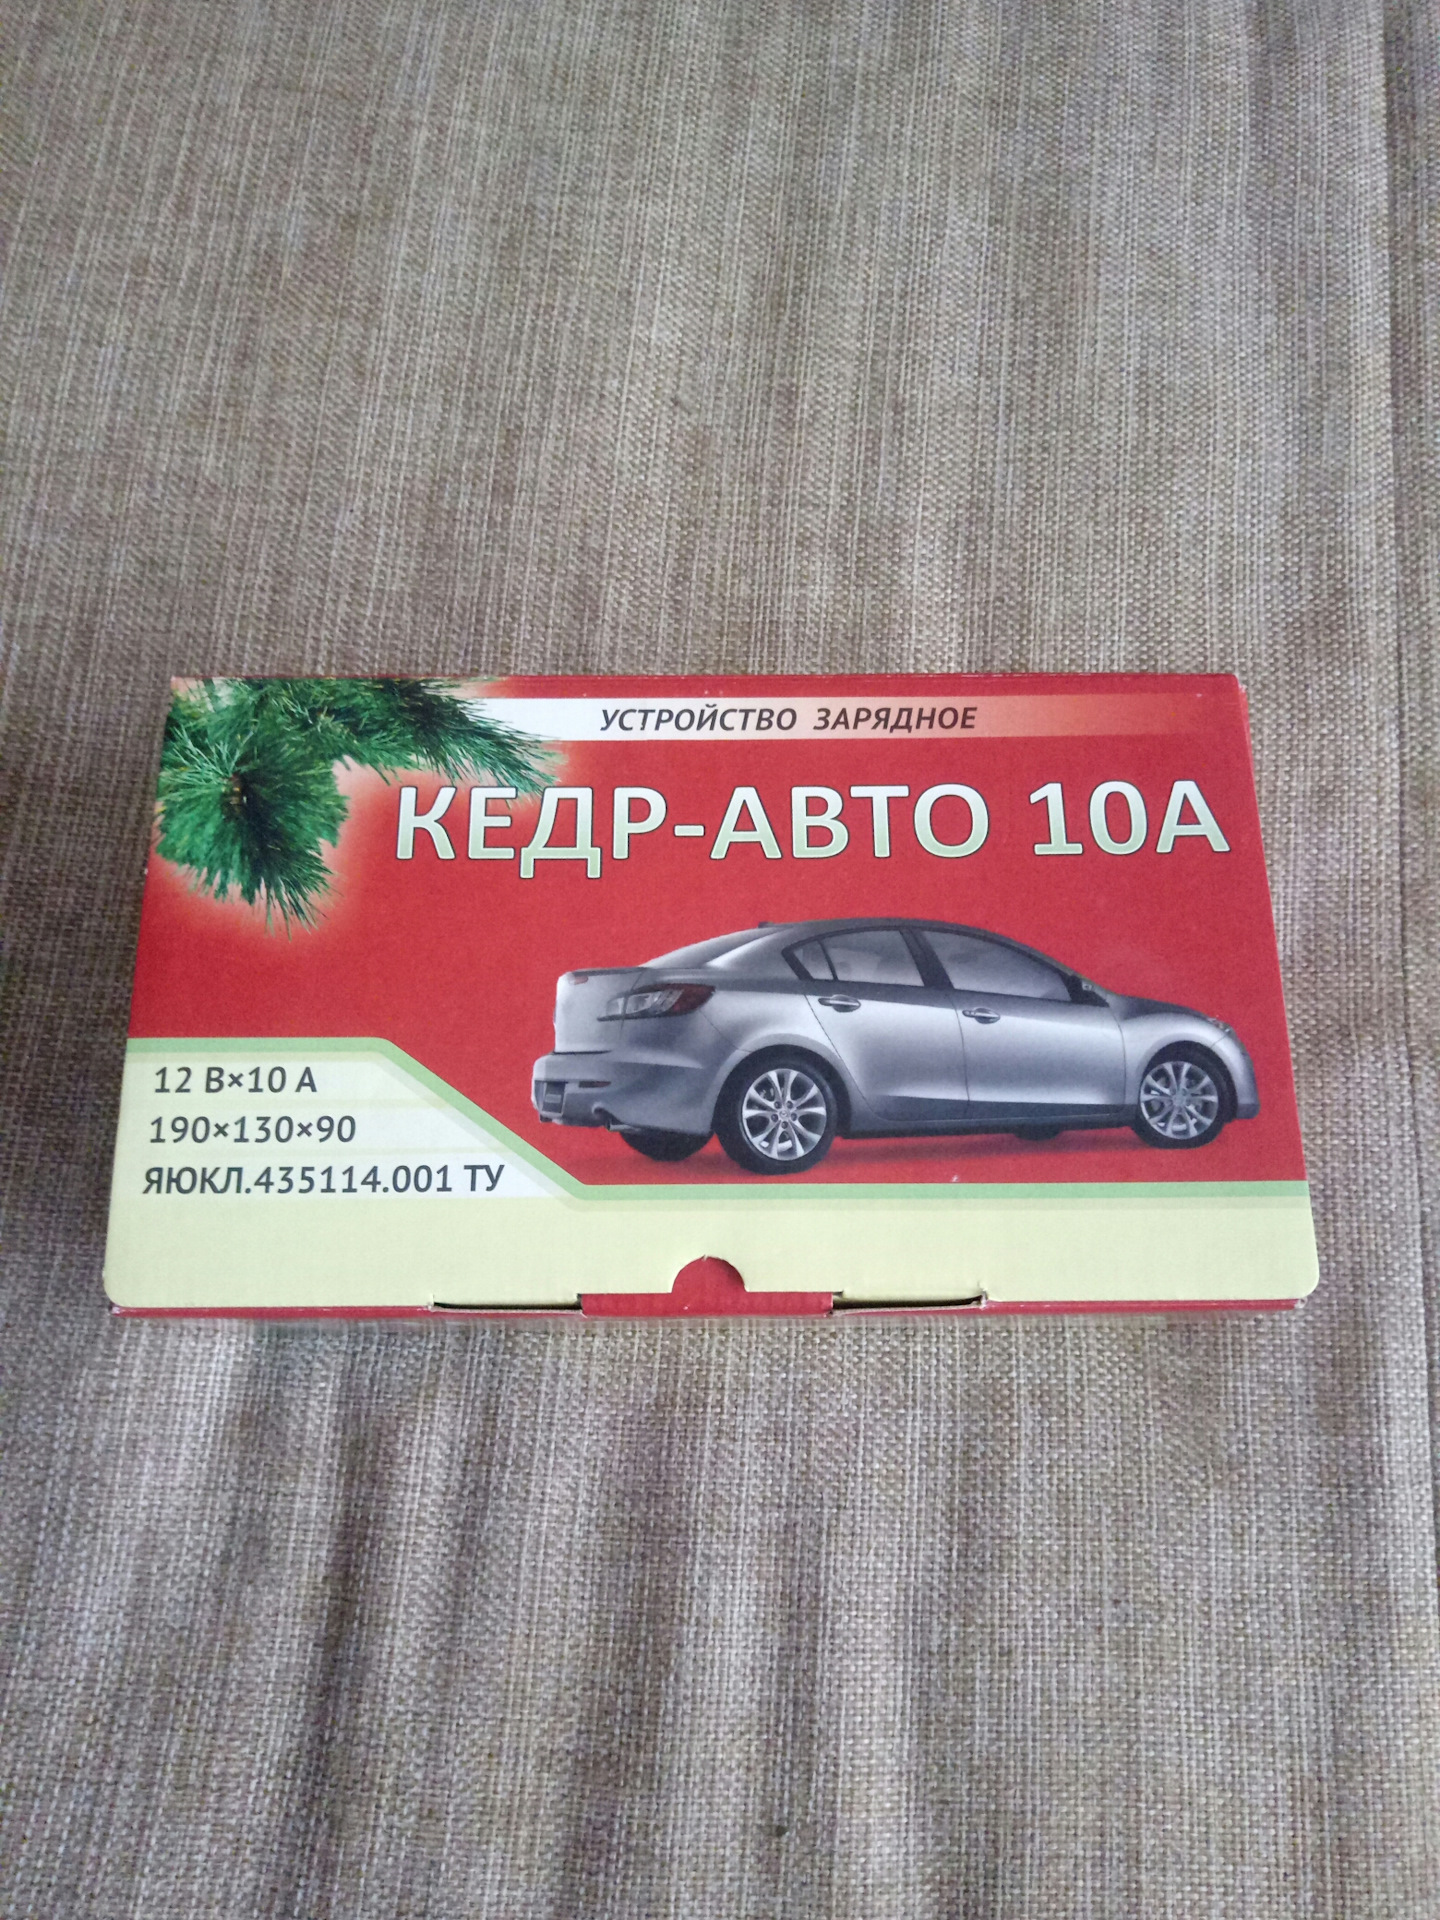 УСТРОЙСТВО ЗАРЯДНОЕ
КЕДР-АВТО 10А
12 В×10 А
190×130×90
ЯЮКЛ.435114.001 ТУ